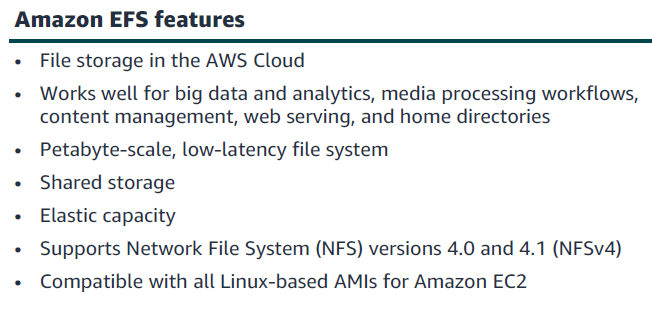 Amazon EFS features
• File storage in the AWS Cloud
• Works well for big data and analytics, media processing workflows,
content management, web serving, and home directories
• Petabyte-scale, low-latency file system
• Shared storage
• Elastic capacity
• Supports Network File System (NFS) versions 4.0 and 4.1 (NFSv4)
• Compatible with all Linux-based AMIs for Amazon EC2